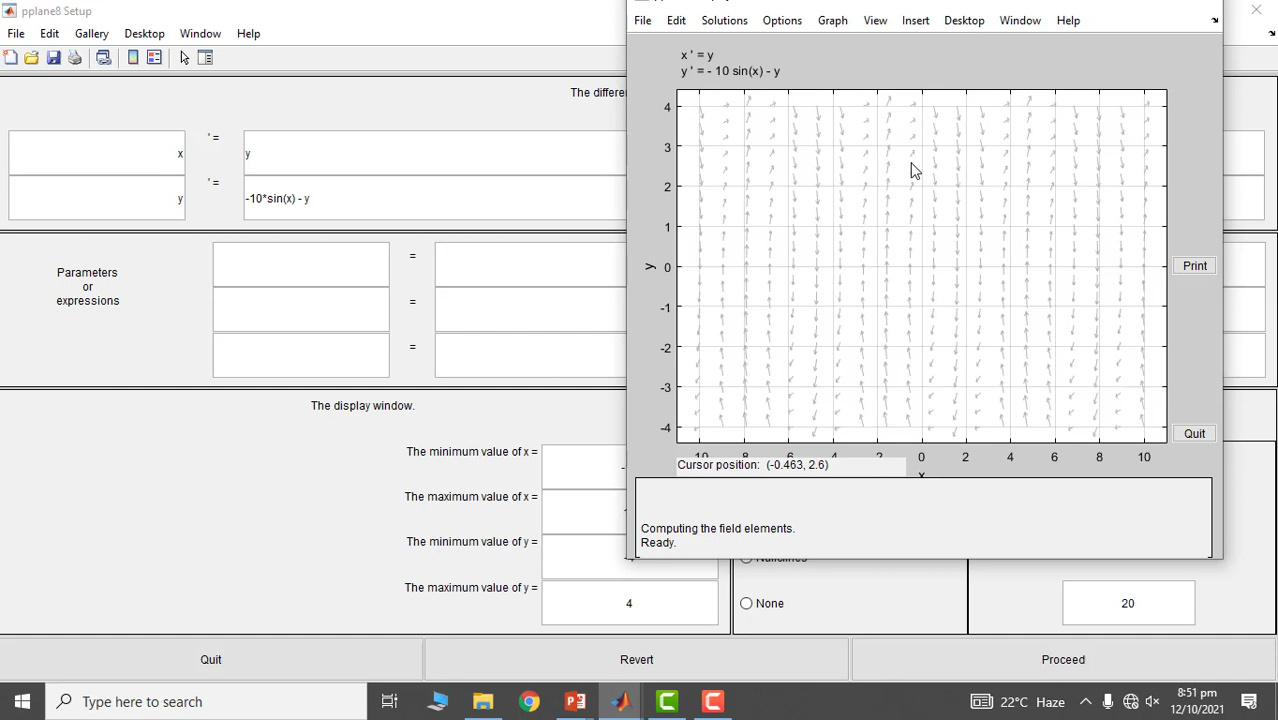 pplane8 Setup
File Edit Gallery Desktop Window Help
The differe
x ' = y
y ' = -10*sin(x) - y
Parameters
or
expressions
=
=
=
The display window.
The minimum value of x = -
The maximum value of x =
The minimum value of y =
The maximum value of y = 4
None
20
Quit Revert Proceed
File Edit Solutions Options Graph View Insert Desktop Window Help
x ' = y
y ' = - 10 sin(x) - y
4
3
2
1
0
-1
-2
-3
-4
y
0 2 4 6 8 10
x
Cursor position: (-0.463, 2.6)
Print
Quit
Computing the field elements.
Ready.
Type here to search
22°C Haze
8:51 pm
12/10/2021